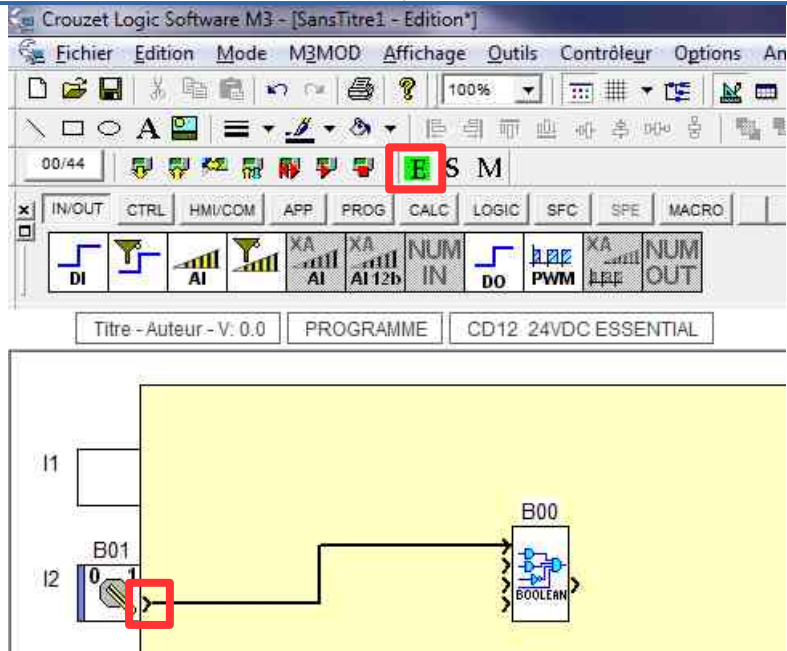 Crouzet Logic Software M3 - [SansTitre1 - Edition*]
Fichier Edition Mode M3MOD Affichage Outils Contrôleur Options An
100%
A
00/44 E S M
IN/OUT CTRL HMI/COM APP PROG CALC LOGIC SFC SPE MACRO
DI AI XA AI XA AI 12b NUM IN DO PWM XA NUM OUT
Titre - Auteur - V: 0.0 PROGRAMME CD12 24VDC ESSENTIAL
I1
B00
B01
I2 0 1
BOOLEAN